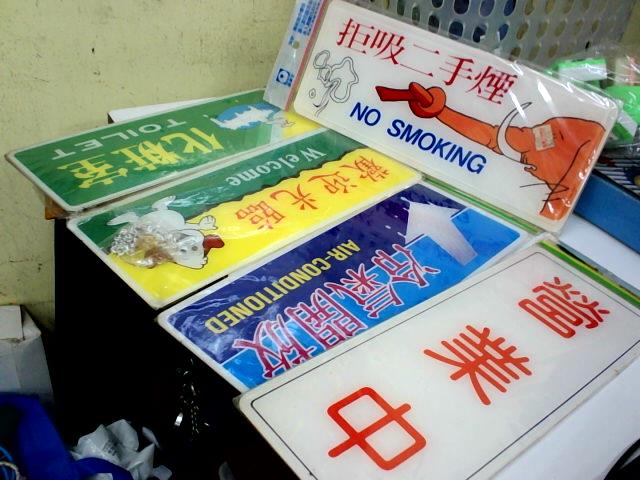 拒吸二手煙
NO SMOKING
化粧室
TOILET
Welcome
歡迎光臨
冷氣開放
AIR-CONDITIONED
營業中